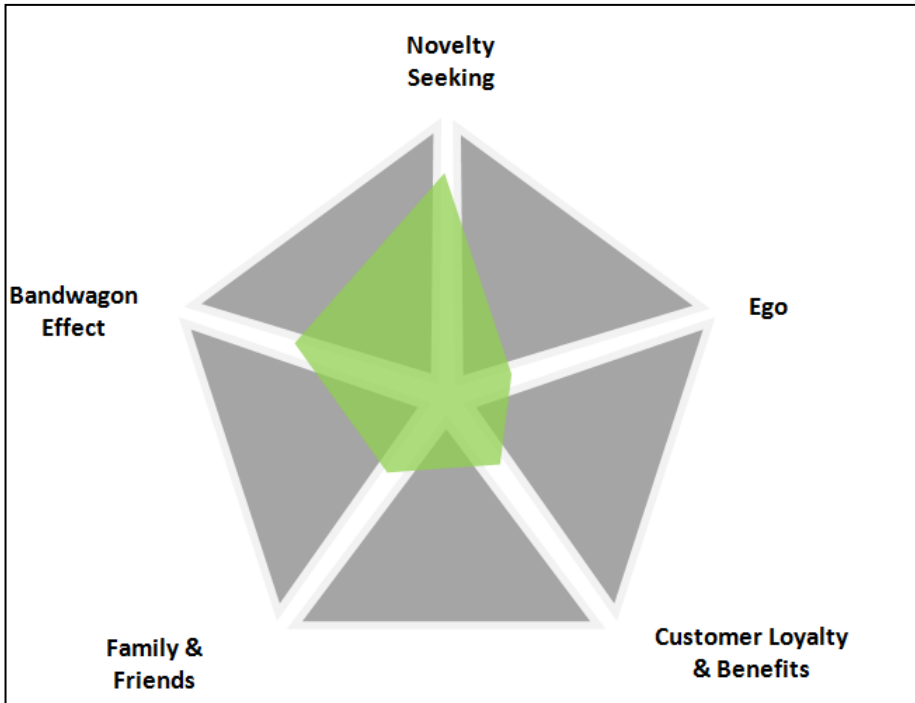 Novelty
Seeking
Bandwagon
Effect
Ego
Family &
Friends
Customer Loyalty
& Benefits